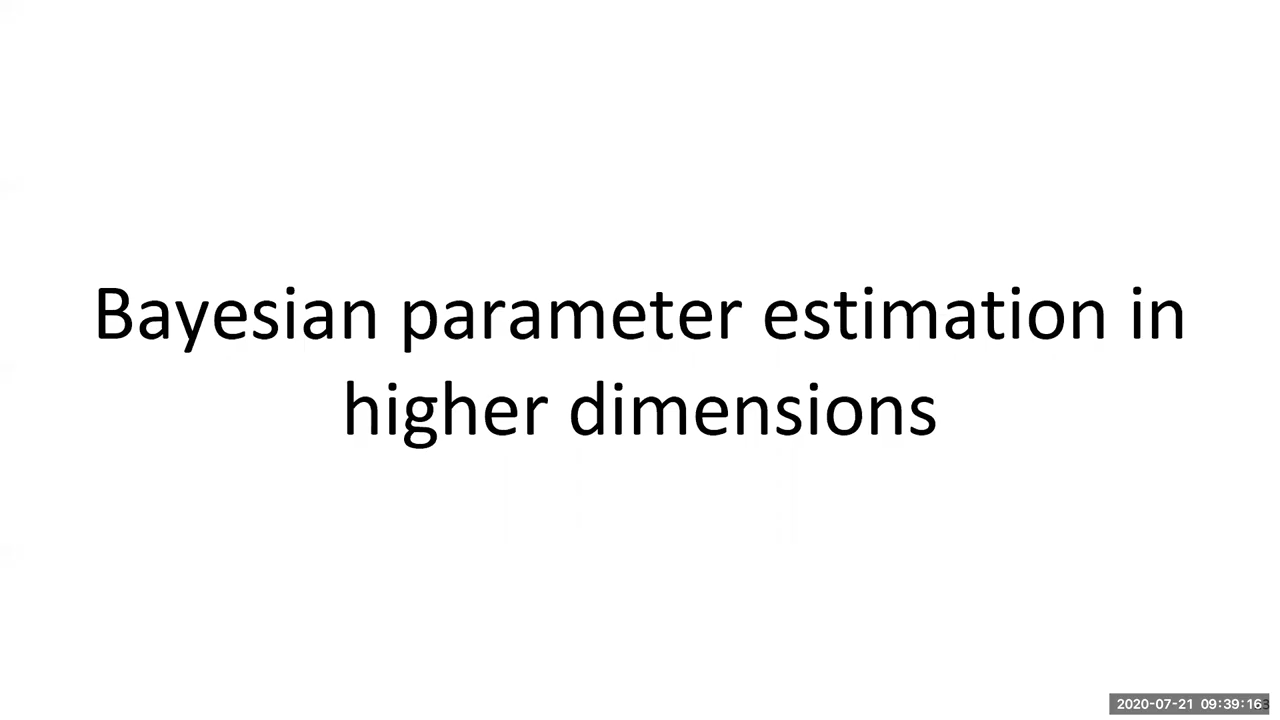 Bayesian parameter estimation in
higher dimensions
2020-07-21 09:39:16